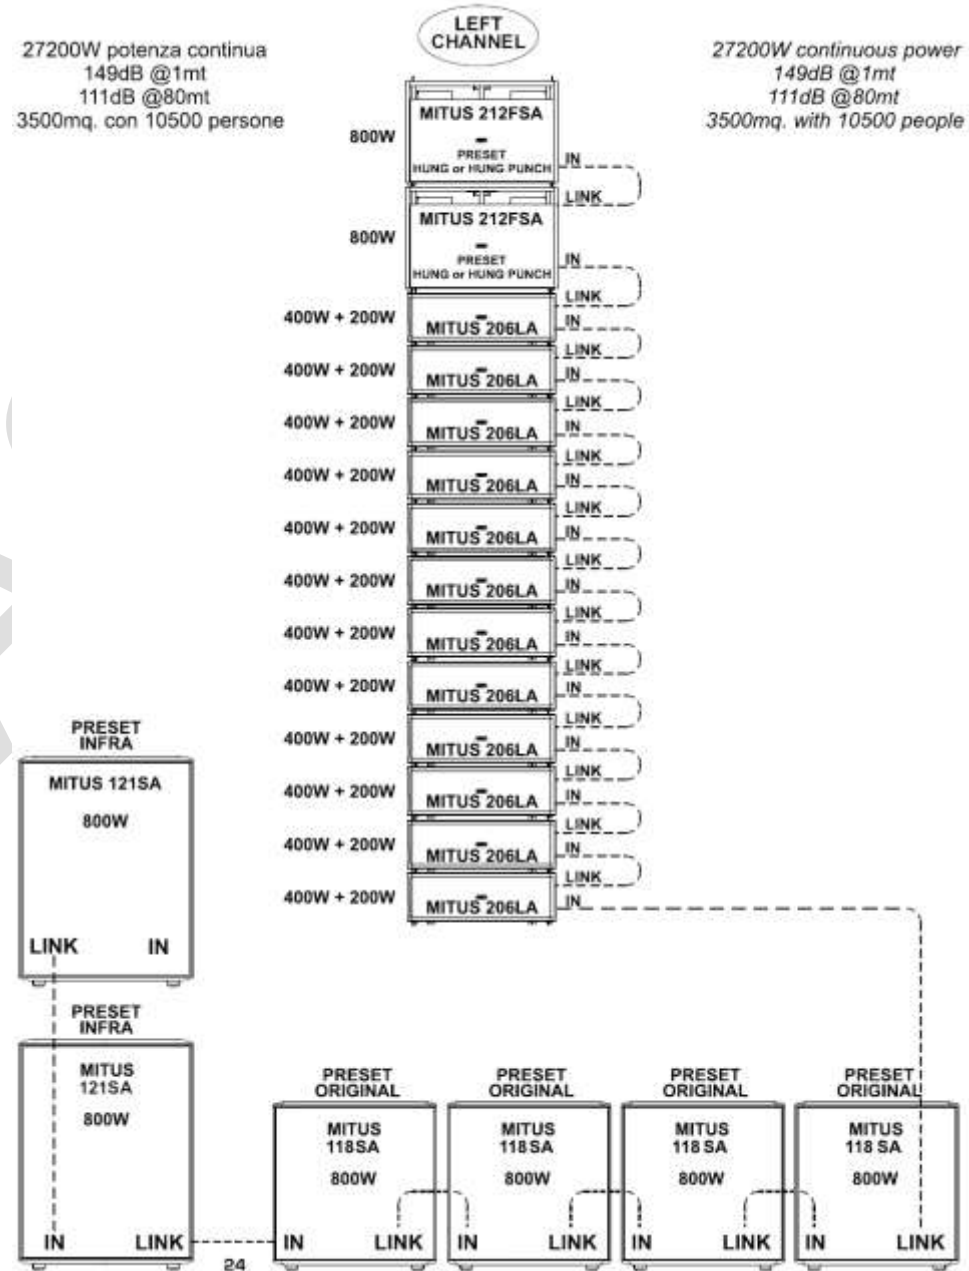 LEFT
CHANNEL
27200W potenza continua
149dB @1mt
111dB @80mt
3500mq. con 10500 persone
27200W continuous power
149dB @1mt
111dB @80mt
3500mq. with 10500 people
800W
MITUS 212FSA
PRESET
HUNG or HUNG PUNCH
IN
LINK
800W
MITUS 212FSA
PRESET
HUNG or HUNG PUNCH
IN
LINK
400W + 200W
MITUS 206LA
IN
LINK
400W + 200W
MITUS 206LA
IN
LINK
400W + 200W
MITUS 206LA
IN
LINK
400W + 200W
MITUS 206LA
IN
LINK
400W + 200W
MITUS 206LA
IN
LINK
400W + 200W
MITUS 206LA
IN
LINK
400W + 200W
MITUS 206LA
IN
LINK
400W + 200W
MITUS 206LA
IN
LINK
400W + 200W
MITUS 206LA
IN
LINK
400W + 200W
MITUS 206LA
IN
LINK
400W + 200W
MITUS 206LA
IN
LINK
400W + 200W
MITUS 206LA
IN
PRESET
INFRA
MITUS 121SA
800W
LINK IN
PRESET
INFRA
MITUS
121SA
800W
IN LINK
PRESET
ORIGINAL
MITUS
118SA
800W
IN LINK
PRESET
ORIGINAL
MITUS
118SA
800W
IN LINK
PRESET
ORIGINAL
MITUS
118 SA
800W
IN LINK
PRESET
ORIGINAL
MITUS
118 SA
800W
IN LINK
24